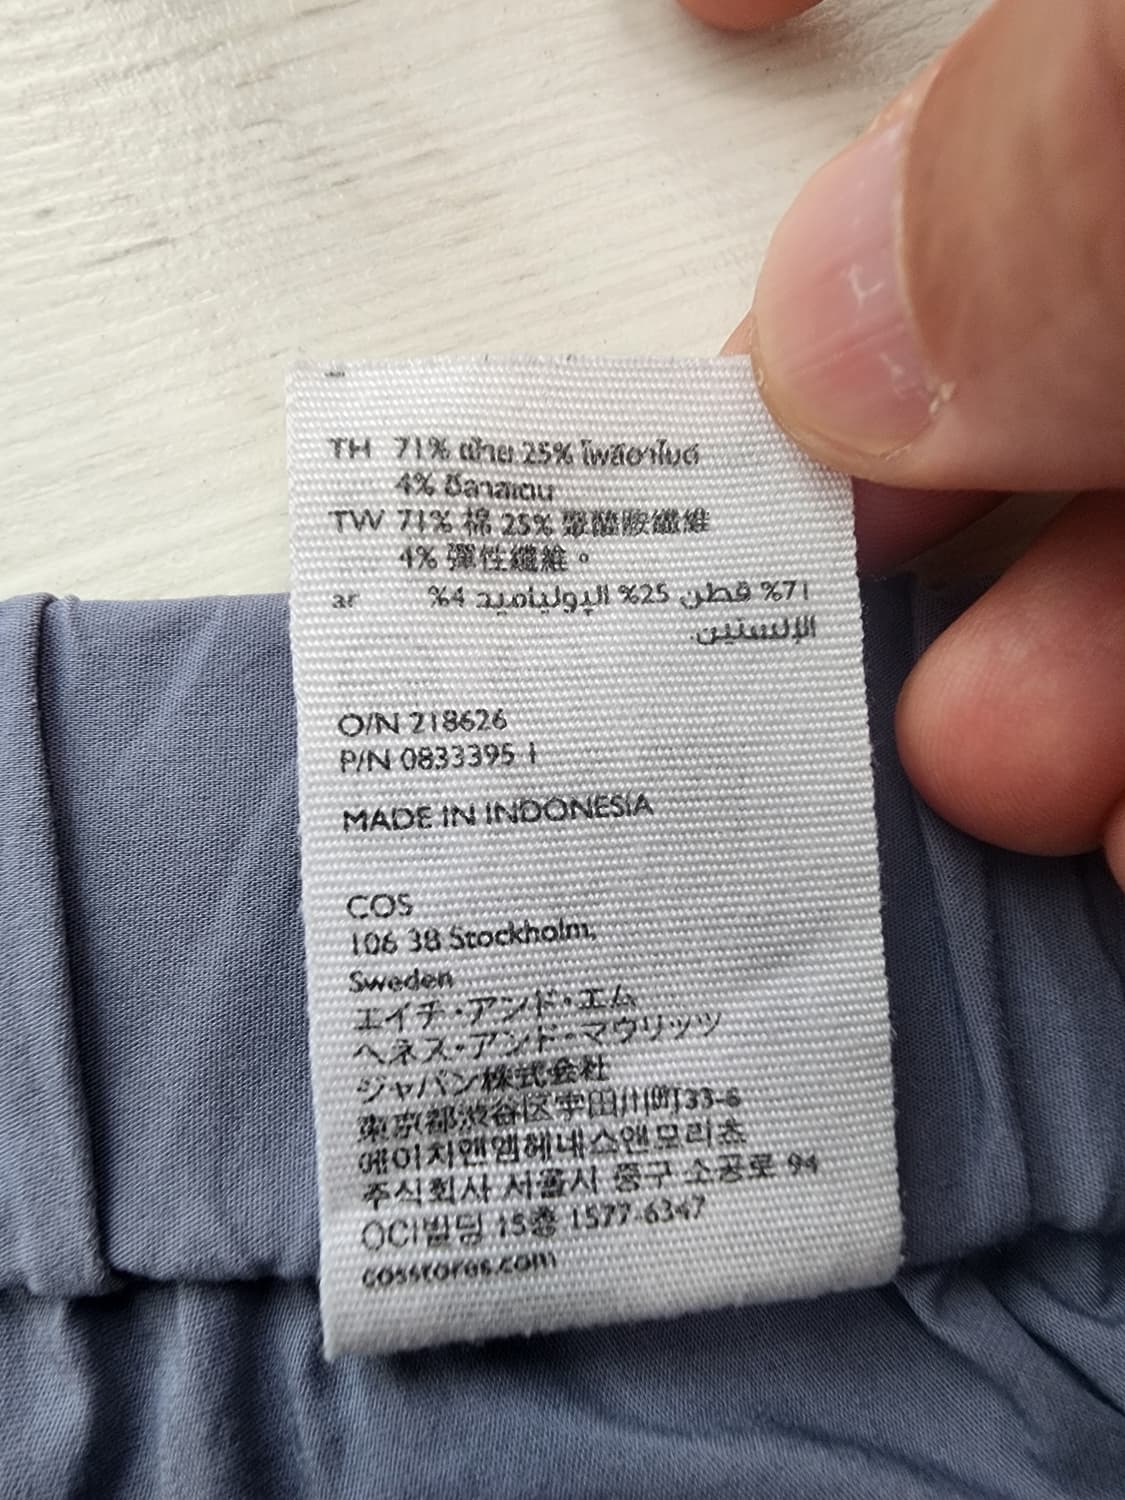 TH 71% ฝ้าย 25% โพลีอาไมด์
4% อีลาสเตน
TW 71% 棉 25% 聚醯胺纖維
4% 彈性纖維。
ar 71% قطن 25% البولياميد 4%
الإلستين.
O/N 218626
P/N 0833395 1
MADE IN INDONESIA
COS
106 38 Stockholm,
Sweden
エイチ・アンド・エム
ヘネス・アンド・マウリッツ
ジャパン株式会社
東京都渋谷区宇田川町33-6
에이치앤엠헤네스앤모리츠
주식회사 서울시 중구 소공로 94
OCI빌딩 15층 1577-6347
cosstores.com